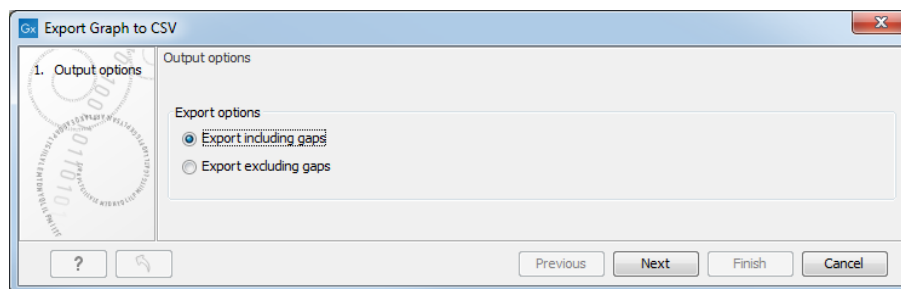 Gx Export Graph to CSV
1. Output options
Output options
Export options
Export including gaps
Export excluding gaps
? Previous Next Finish Cancel